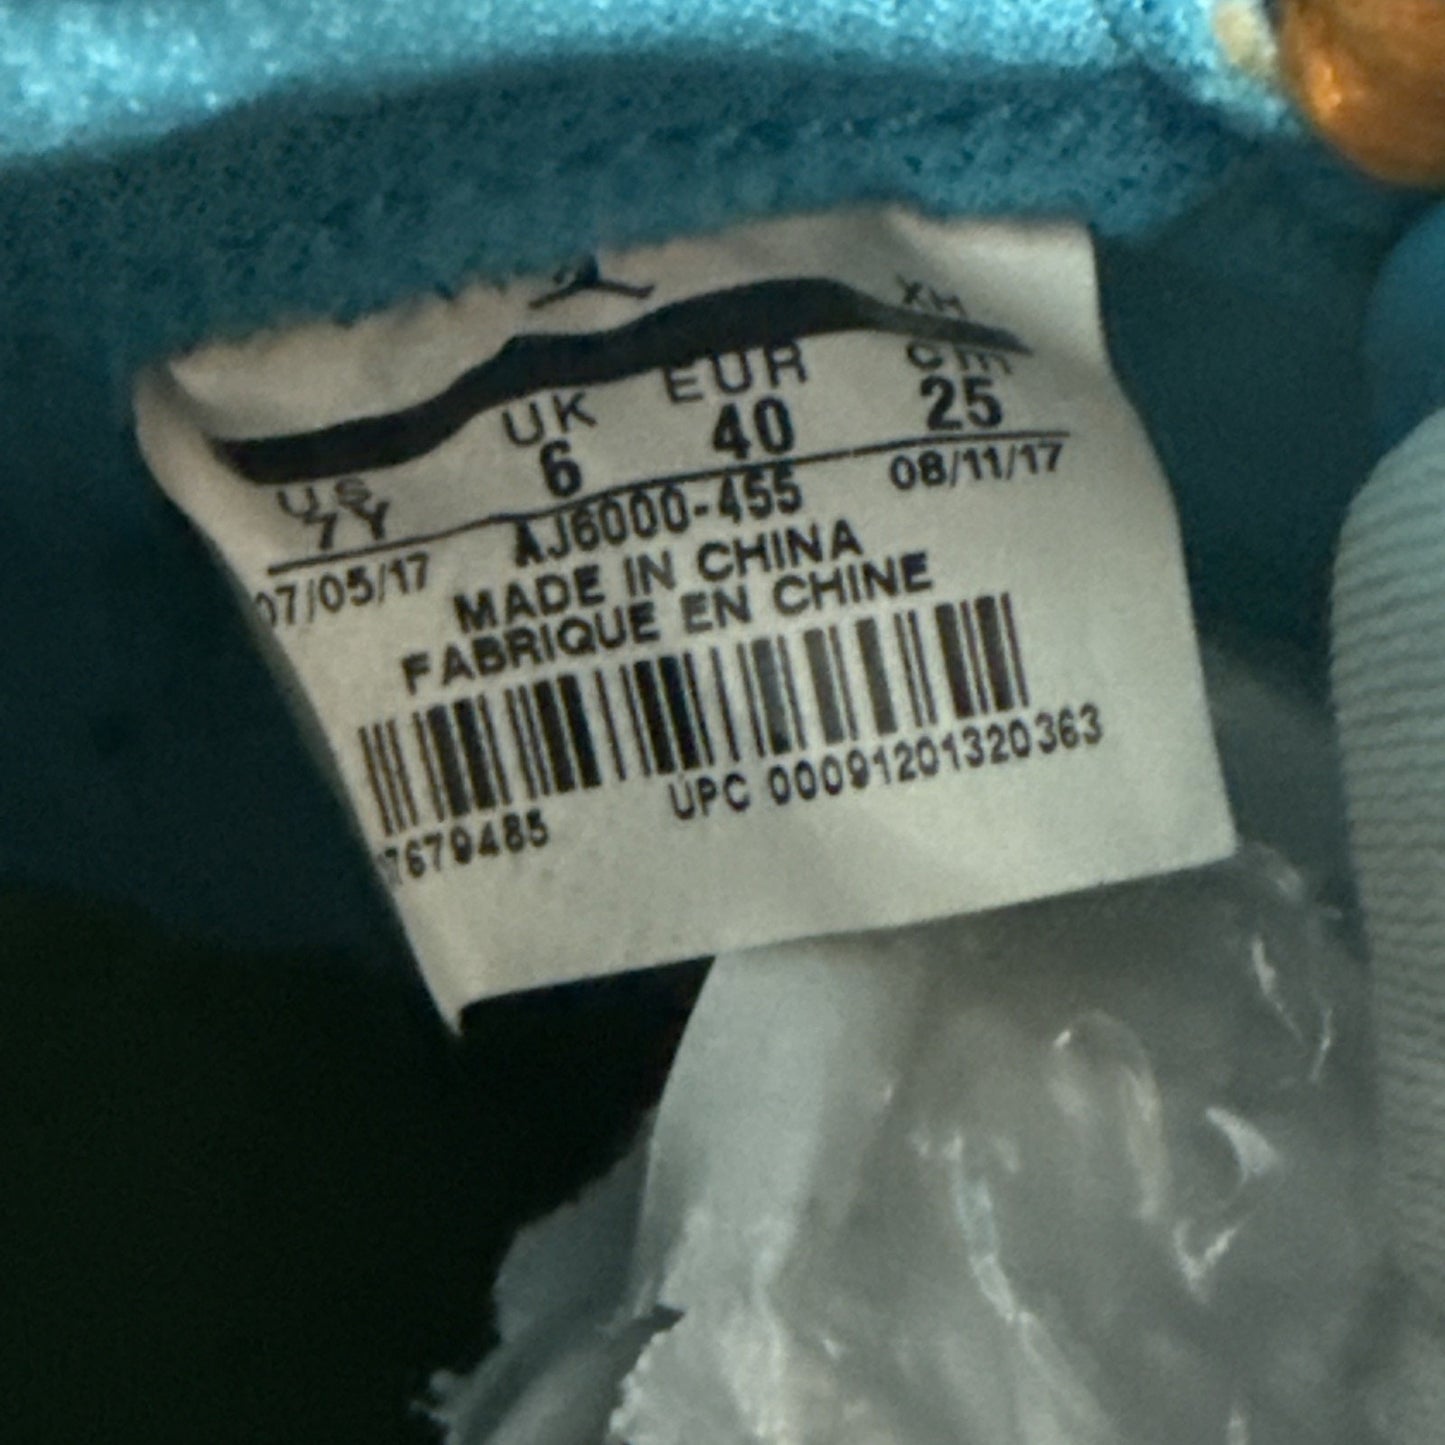 XH
US UK EUR cm
7Y 6 40 25
07/05/17 AJ6000-455 08/11/17
MADE IN CHINA
FABRIQUE EN CHINE
UPC 00091201320363
7679485